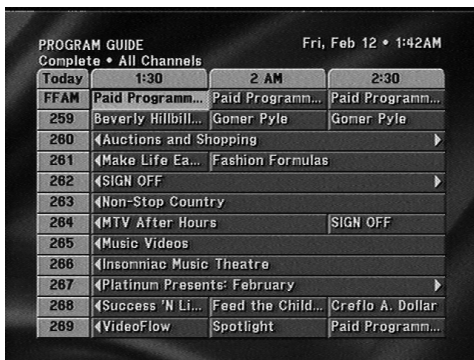 PROGRAM GUIDE Fri, Feb 12 • 1:42AM
Complete • All Channels
Today 1:30 2 AM 2:30
FFAM Paid Programm... Paid Programm... Paid Programm...
259 Beverly Hillbill... Gomer Pyle Gomer Pyle
260 Auctions and Shopping
261 Make Life Ea... Fashion Formulas
262 SIGN OFF
263 Non-Stop Country
264 MTV After Hours SIGN OFF
265 Music Videos
266 Insomniac Music Theatre
267 Platinum Presents: February
268 Success 'N Li... Feed the Child... Creflo A. Dollar
269 VideoFlow Spotlight Paid Programm...